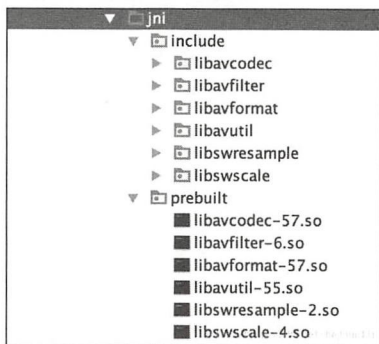 jni
include
libavcodec
libavfilter
libavformat
libavutil
libswresample
libswscale
prebuilt
libavcodec-57.so
libavfilter-6.so
libavformat-57.so
libavutil-55.so
libswresample-2.so
libswscale-4.so